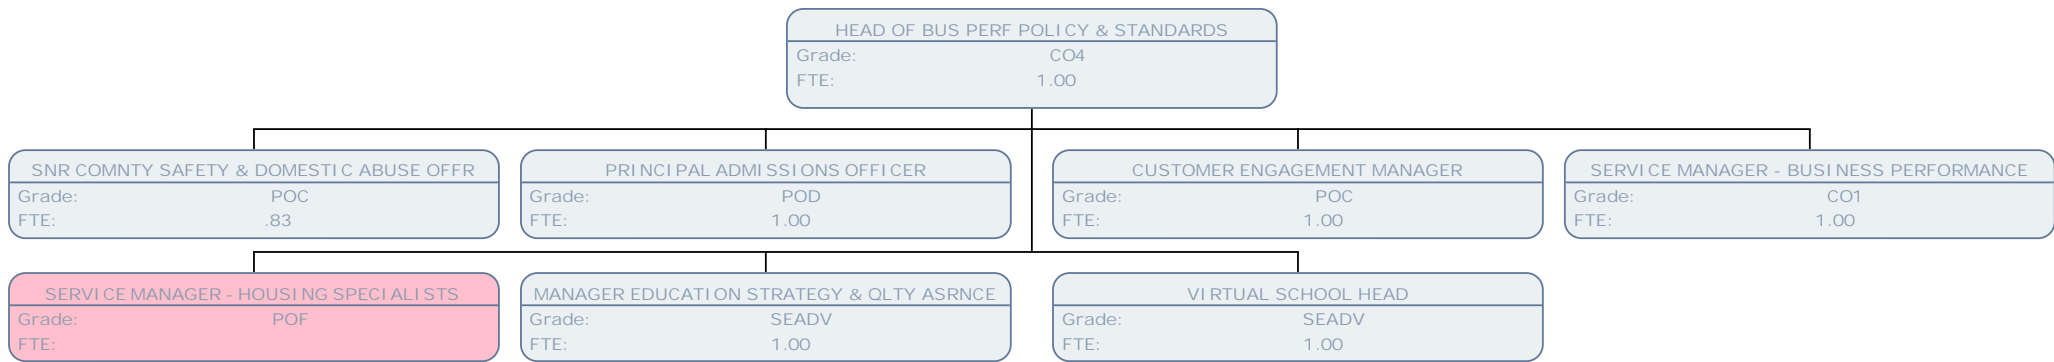 HEAD OF BUS PERF POLICY & STANDARDS
Grade: CO4
FTE: 1.00
SNR COMNTY SAFETY & DOMESTIC ABUSE OFFR
Grade: POC
FTE: .83
PRINCIPAL ADMISSIONS OFFICER
Grade: POD
FTE: 1.00
CUSTOMER ENGAGEMENT MANAGER
Grade: POC
FTE: 1.00
SERVICE MANAGER - BUSINESS PERFORMANCE
Grade: CO1
FTE: 1.00
SERVICE MANAGER - HOUSING SPECIALISTS
Grade: POF
FTE:
MANAGER EDUCATION STRATEGY & QLTY ASRNCE
Grade: SEADV
FTE: 1.00
VIRTUAL SCHOOL HEAD
Grade: SEADV
FTE: 1.00